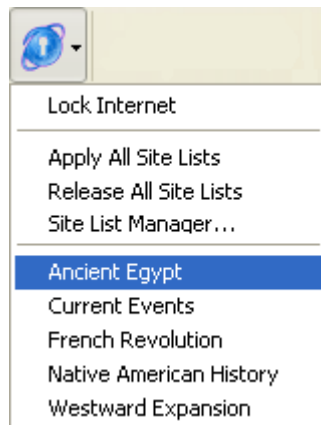 Lock Internet
Apply All Site Lists
Release All Site Lists
Site List Manager...
Ancient Egypt
Current Events
French Revolution
Native American History
Westward Expansion